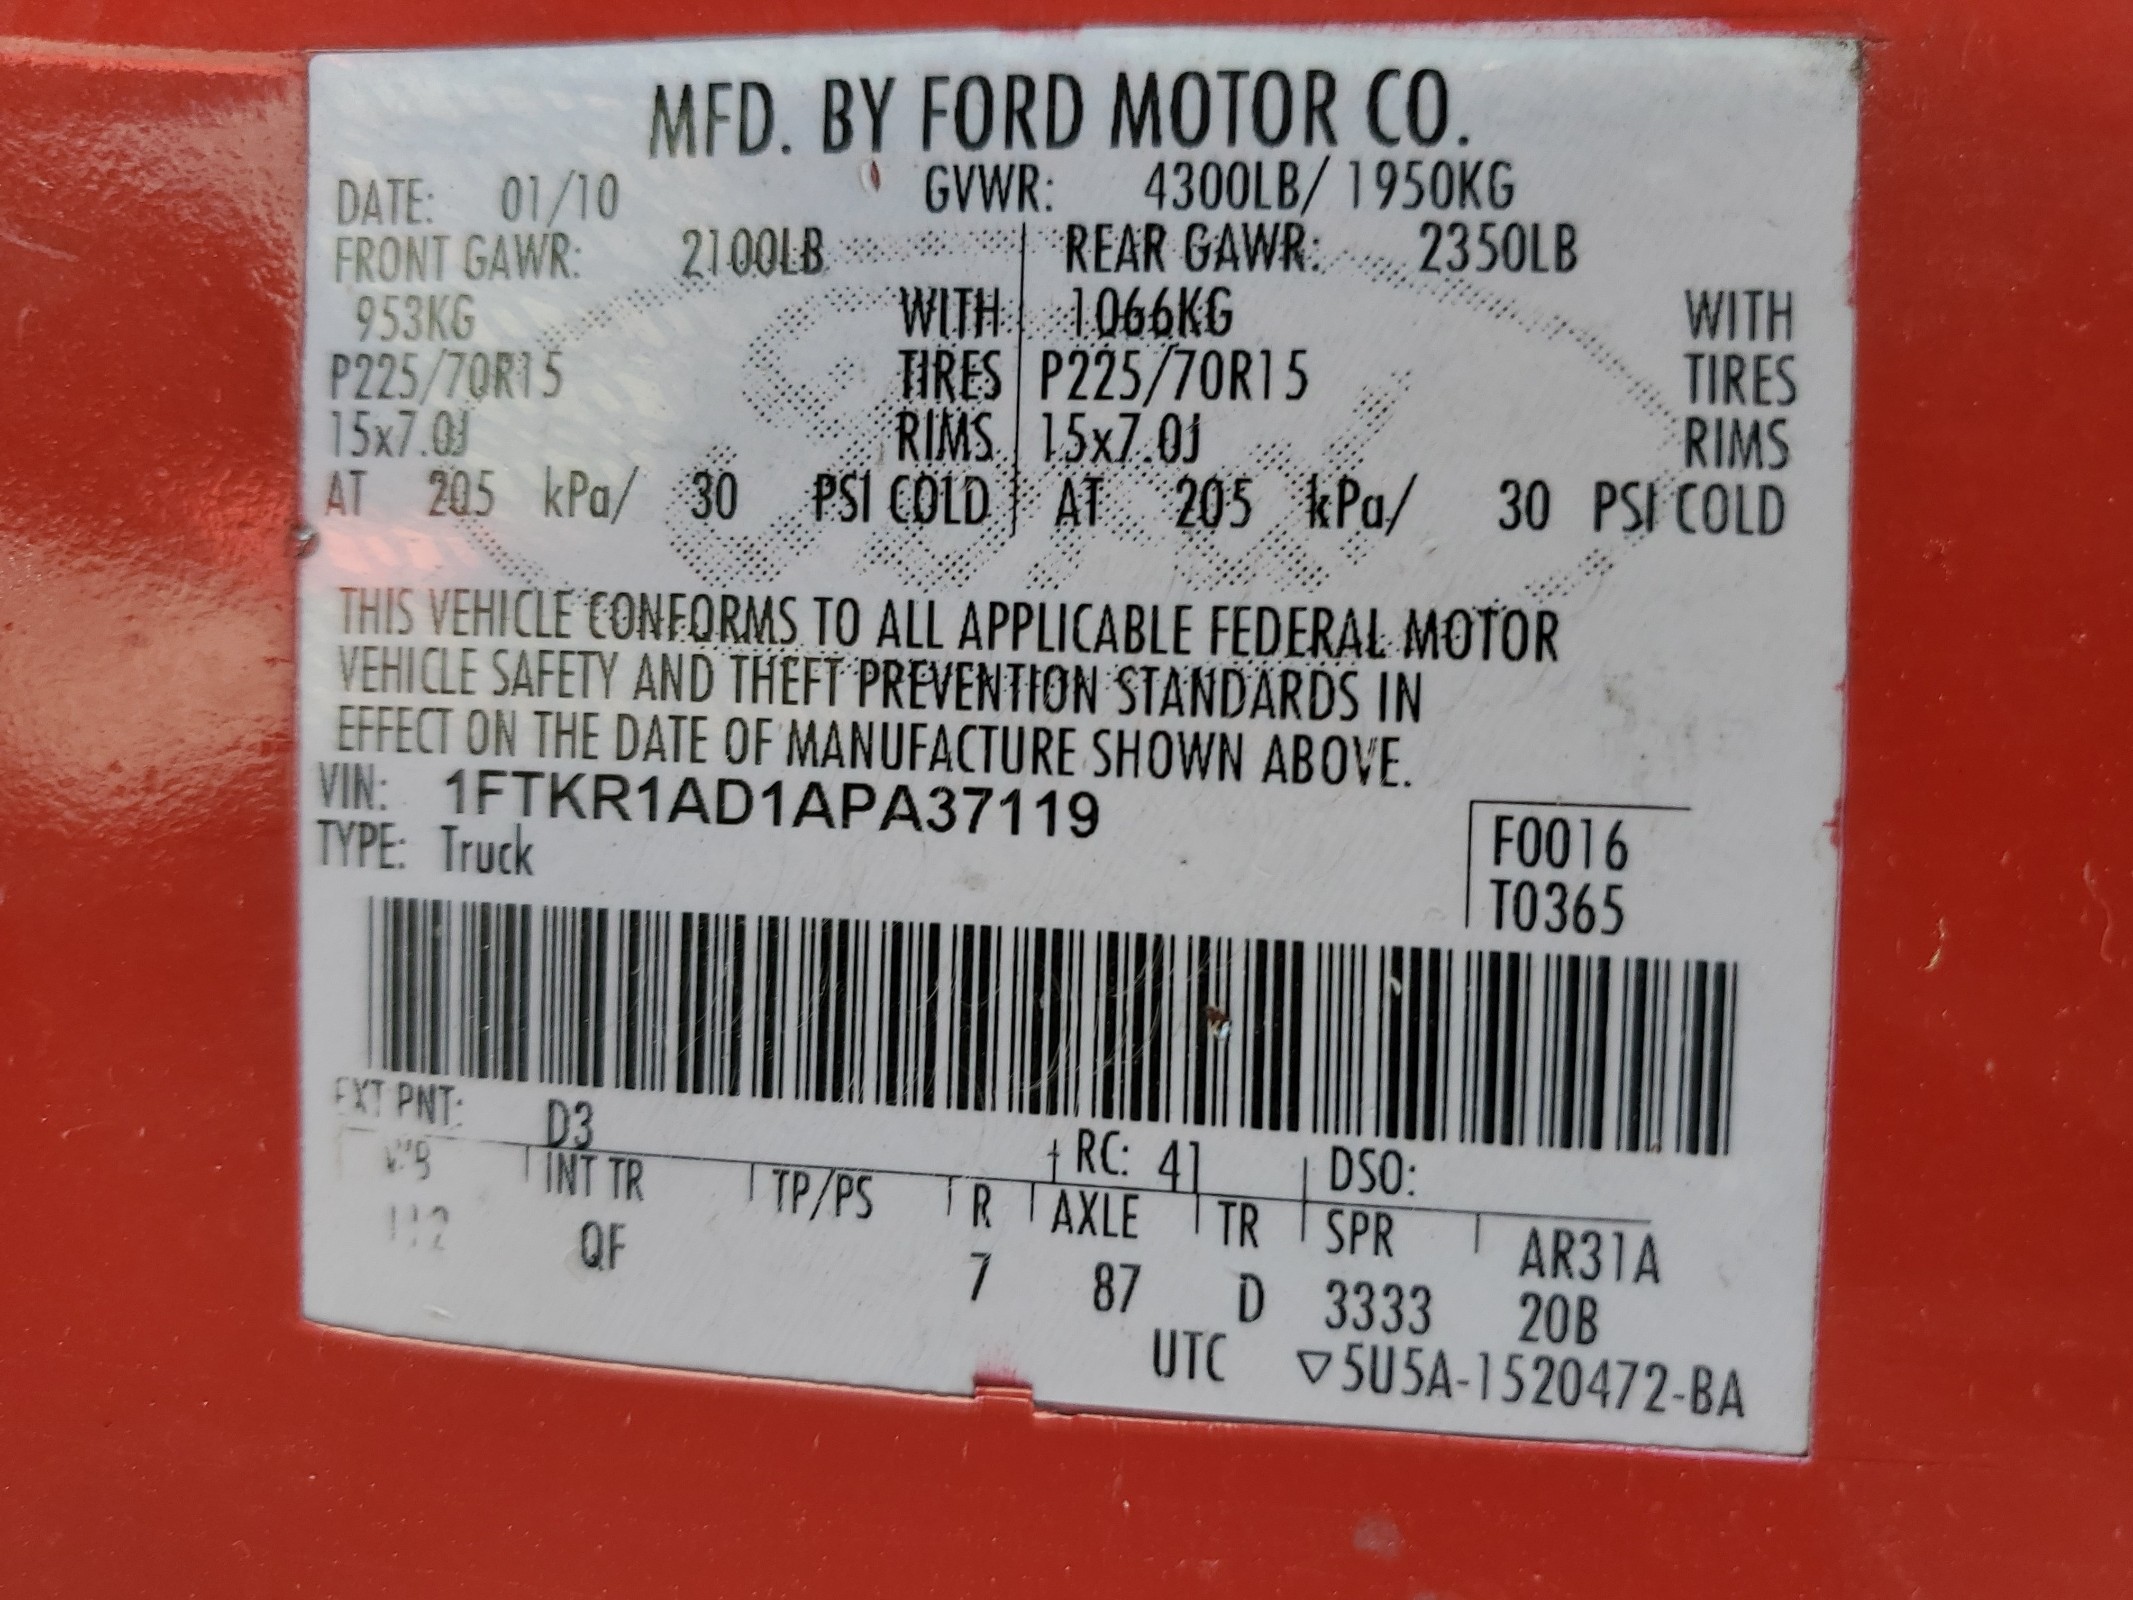 MFD. BY FORD MOTOR CO.
DATE: 01/10 GVWR: 4300LB/ 1950KG
FRONT GAWR: 2100LB REAR GAWR: 2350LB
953KG WITH 1066KG WITH
P225/70R15 TIRES P225/70R15 TIRES
15x7.0J RIMS 15x7.0J RIMS
AT 205 kPa/ 30 PSI COLD AT 205 kPa/ 30 PSI COLD
THIS VEHICLE CONFORMS TO ALL APPLICABLE FEDERAL MOTOR
VEHICLE SAFETY AND THEFT PREVENTION STANDARDS IN
EFFECT ON THE DATE OF MANUFACTURE SHOWN ABOVE.
VIN: 1FTKR1AD1APA37119
TYPE: Truck
F0016
T0365
EXT PNT: D3 RC: 41 DSO:
WB INT TR TP/PS R AXLE TR SPR AR31A
112 QF 7 87 D 3333 20B
UTC ▽5U5A-1520472-BA